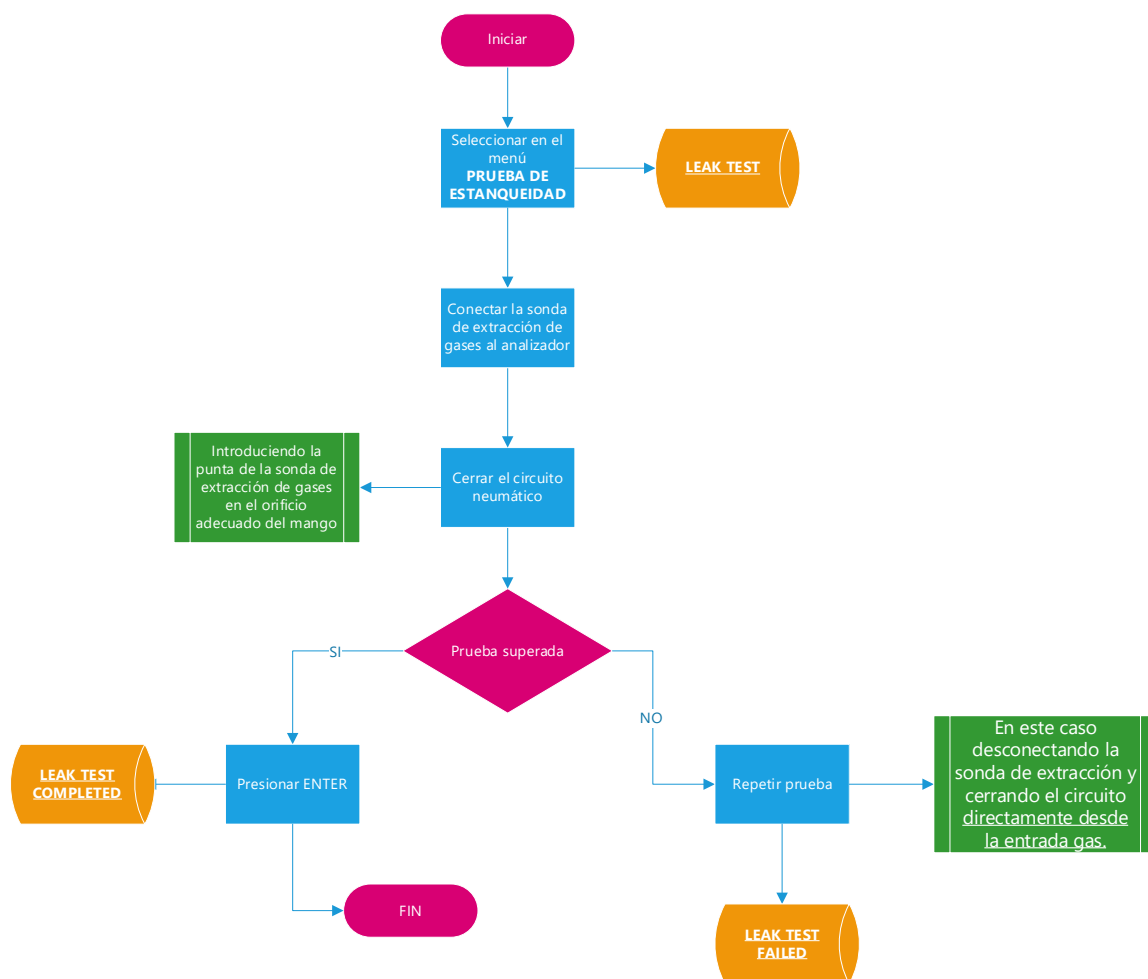 Iniciar
Seleccionar en el
menú
PRUEBA DE
ESTANQUEIDAD
LEAK TEST
Conectar la sonda
de extracción de
gases al analizador
Introduciendo la
punta de la sonda de
extracción de gases
en el orificio
adecuado del mango
Cerrar el circuito
neumático
Prueba superada
SI
NO
LEAK TEST
COMPLETED
Presionar ENTER
Repetir prueba
En este caso
desconectando la
sonda de extracción y
cerrando el circuito
directamente desde
la entrada gas.
FIN
LEAK TEST
FAILED